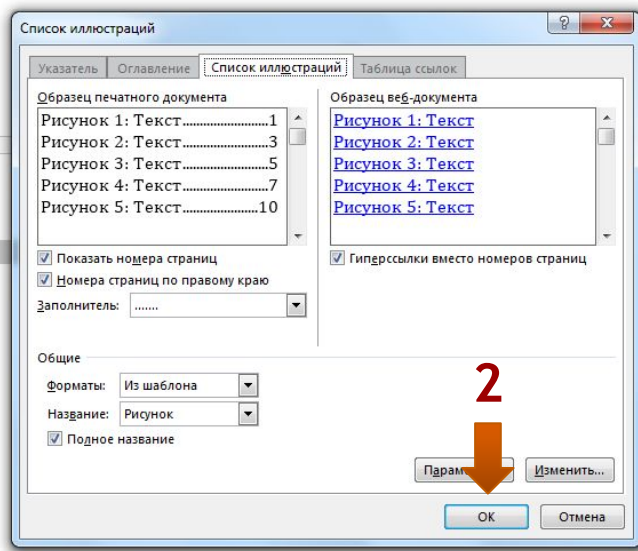 Список иллюстраций
Указатель Оглавление Список иллюстраций Таблица ссылок
Образец печатного документа
Рисунок 1: Текст..........................1
Рисунок 2: Текст..........................3
Рисунок 3: Текст..........................5
Рисунок 4: Текст..........................7
Рисунок 5: Текст.......................10
Образец веб-документа
Рисунок 1: Текст
Рисунок 2: Текст
Рисунок 3: Текст
Рисунок 4: Текст
Рисунок 5: Текст
Показать номера страниц
Номера страниц по правому краю
Заполнитель: .......
Гиперссылки вместо номеров страниц
Общие
Форматы: Из шаблона
Название: Рисунок
Полное название
2
Изменить...
ОК Отмена